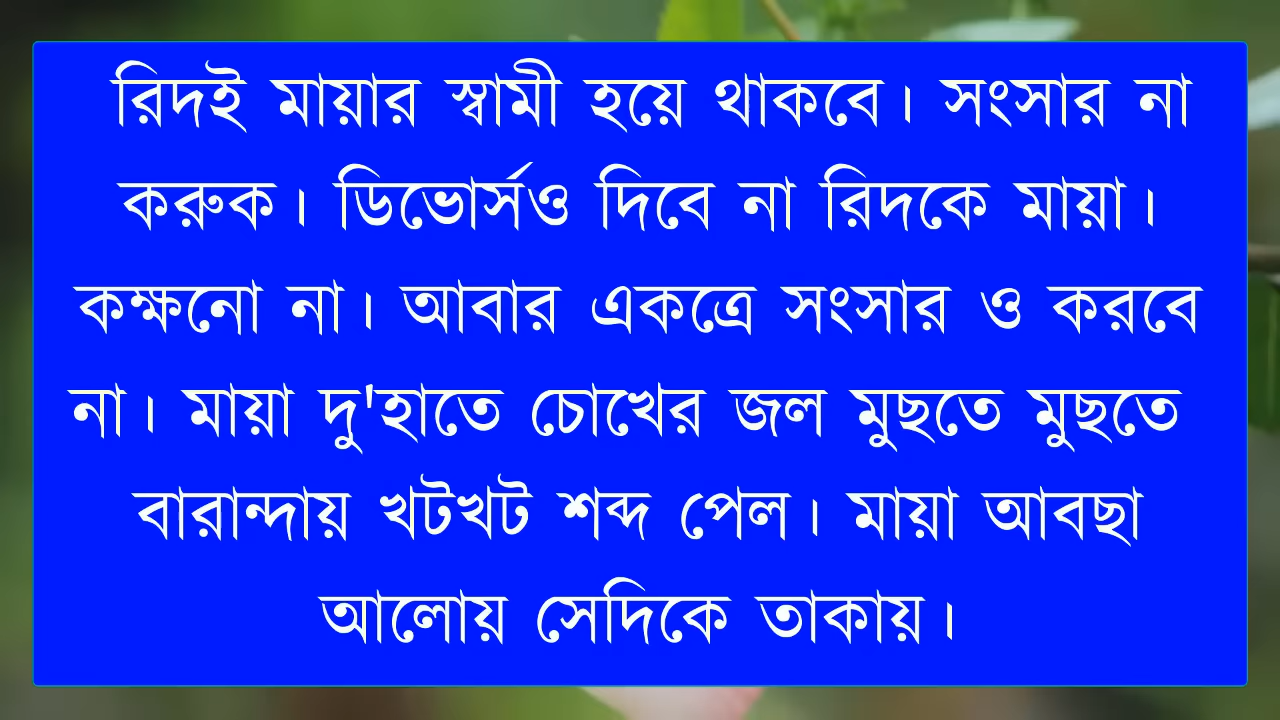 রিদই মায়ার স্বামী হয়ে থাকবে। সংসার না
করুক। ডিভোর্সও দিবে না রিদকে মায়া।
কক্ষনো না। আবার একত্রে সংসার ও করবে
না। মায়া দু'হাতে চোখের জল মুছতে মুছতে
বারান্দায় খটখট শব্দ পেল। মায়া আবছা
আলোয় সেদিকে তাকায়।